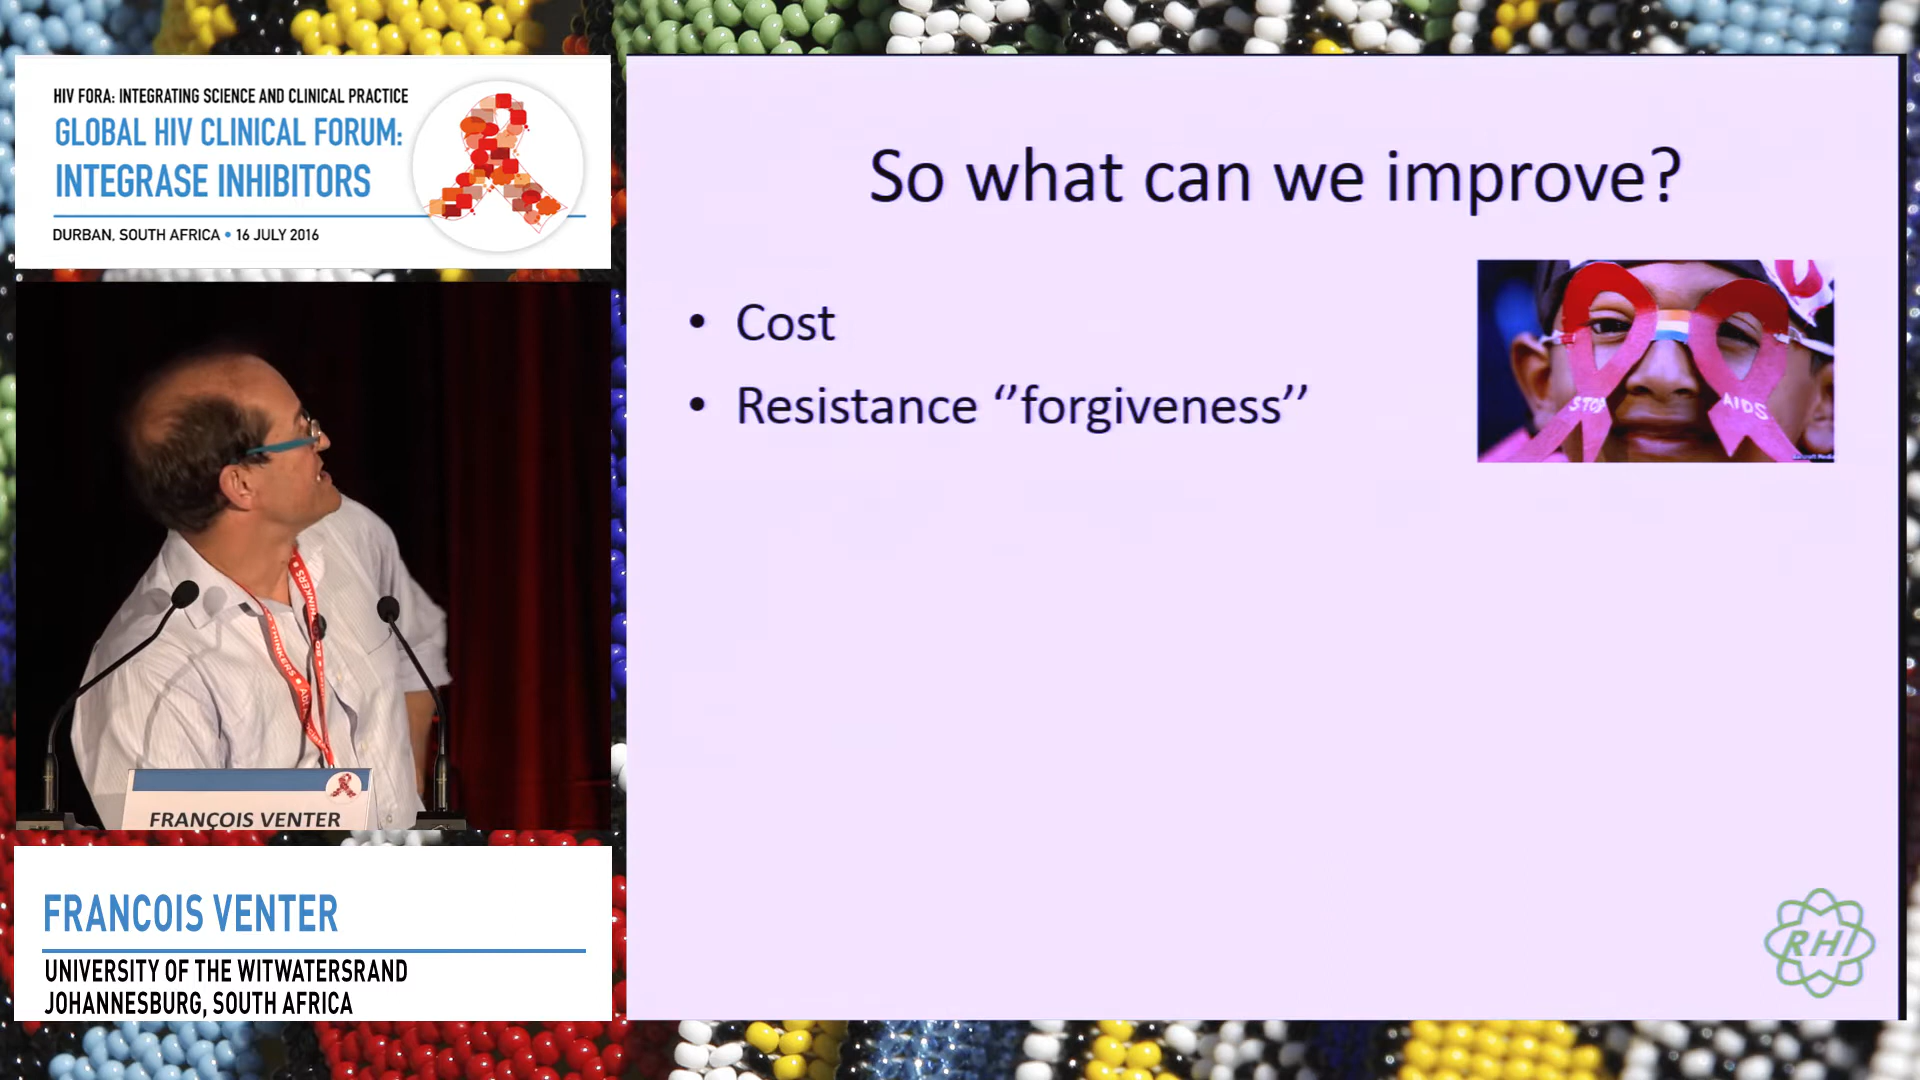 HIV FORA: INTEGRATING SCIENCE AND CLINICAL PRACTICE
GLOBAL HIV CLINICAL FORUM:
INTEGRASE INHIBITORS
DURBAN, SOUTH AFRICA • 16 JULY 2016
FRANÇOIS VENTER
FRANCOIS VENTER
UNIVERSITY OF THE WITWATERSRAND
JOHANNESBURG, SOUTH AFRICA
So what can we improve?
• Cost
• Resistance ‘’forgiveness’’
STOP
AIDS
RHI
THINKERS